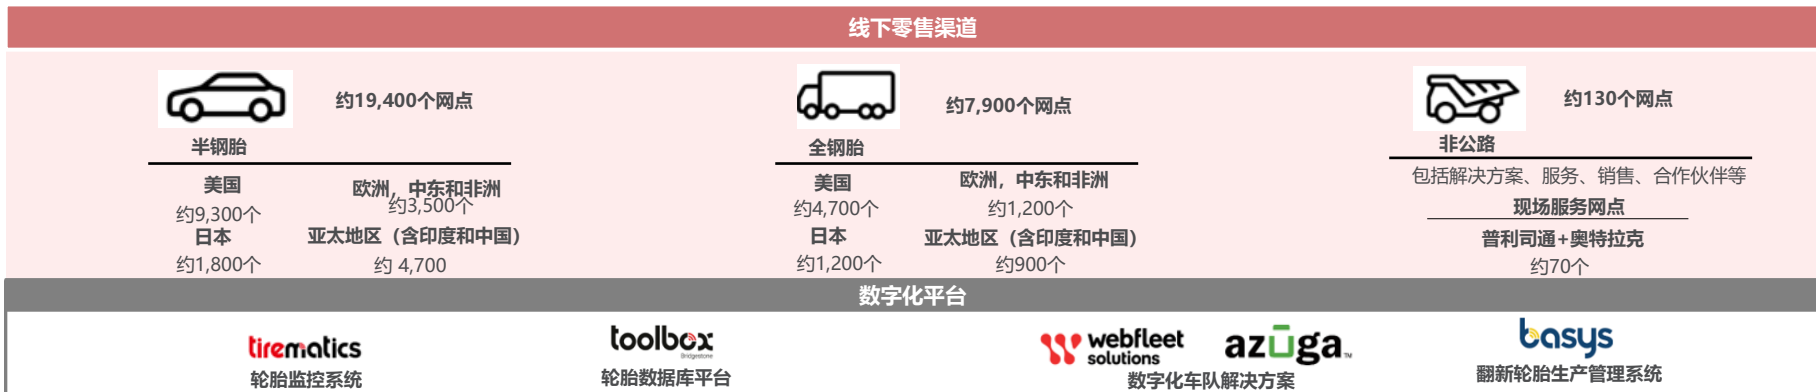 线下零售渠道
约19,400个网点
半钢胎
美国
约9,300个
欧洲，中东和非洲
约3,500个
日本
约1,800个
亚太地区（含印度和中国）
约 4,700
约7,900个网点
全钢胎
美国
约4,700个
欧洲，中东和非洲
约1,200个
日本
约1,200个
亚太地区（含印度和中国）
约900个
约130个网点
非公路
包括解决方案、服务、销售、合作伙伴等
现场服务网点
普利司通+奥特拉克
约70个
数字化平台
tirematics
轮胎监控系统
toolbox
Bridgestone
轮胎数据库平台
webfleet
solutions
azuga
数字化车队解决方案
basys
翻新轮胎生产管理系统